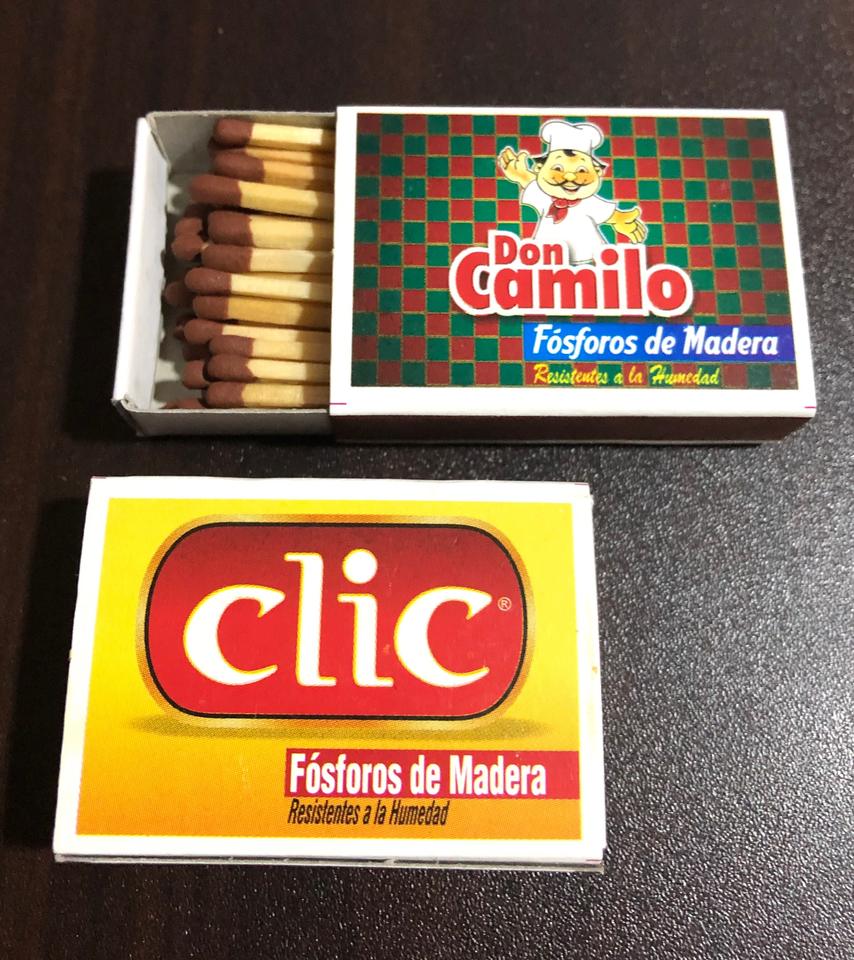 Don
Camilo
Fósforos de Madera
Resistentes a la Humedad
clic®
Fósforos de Madera
Resistentes a la Humedad